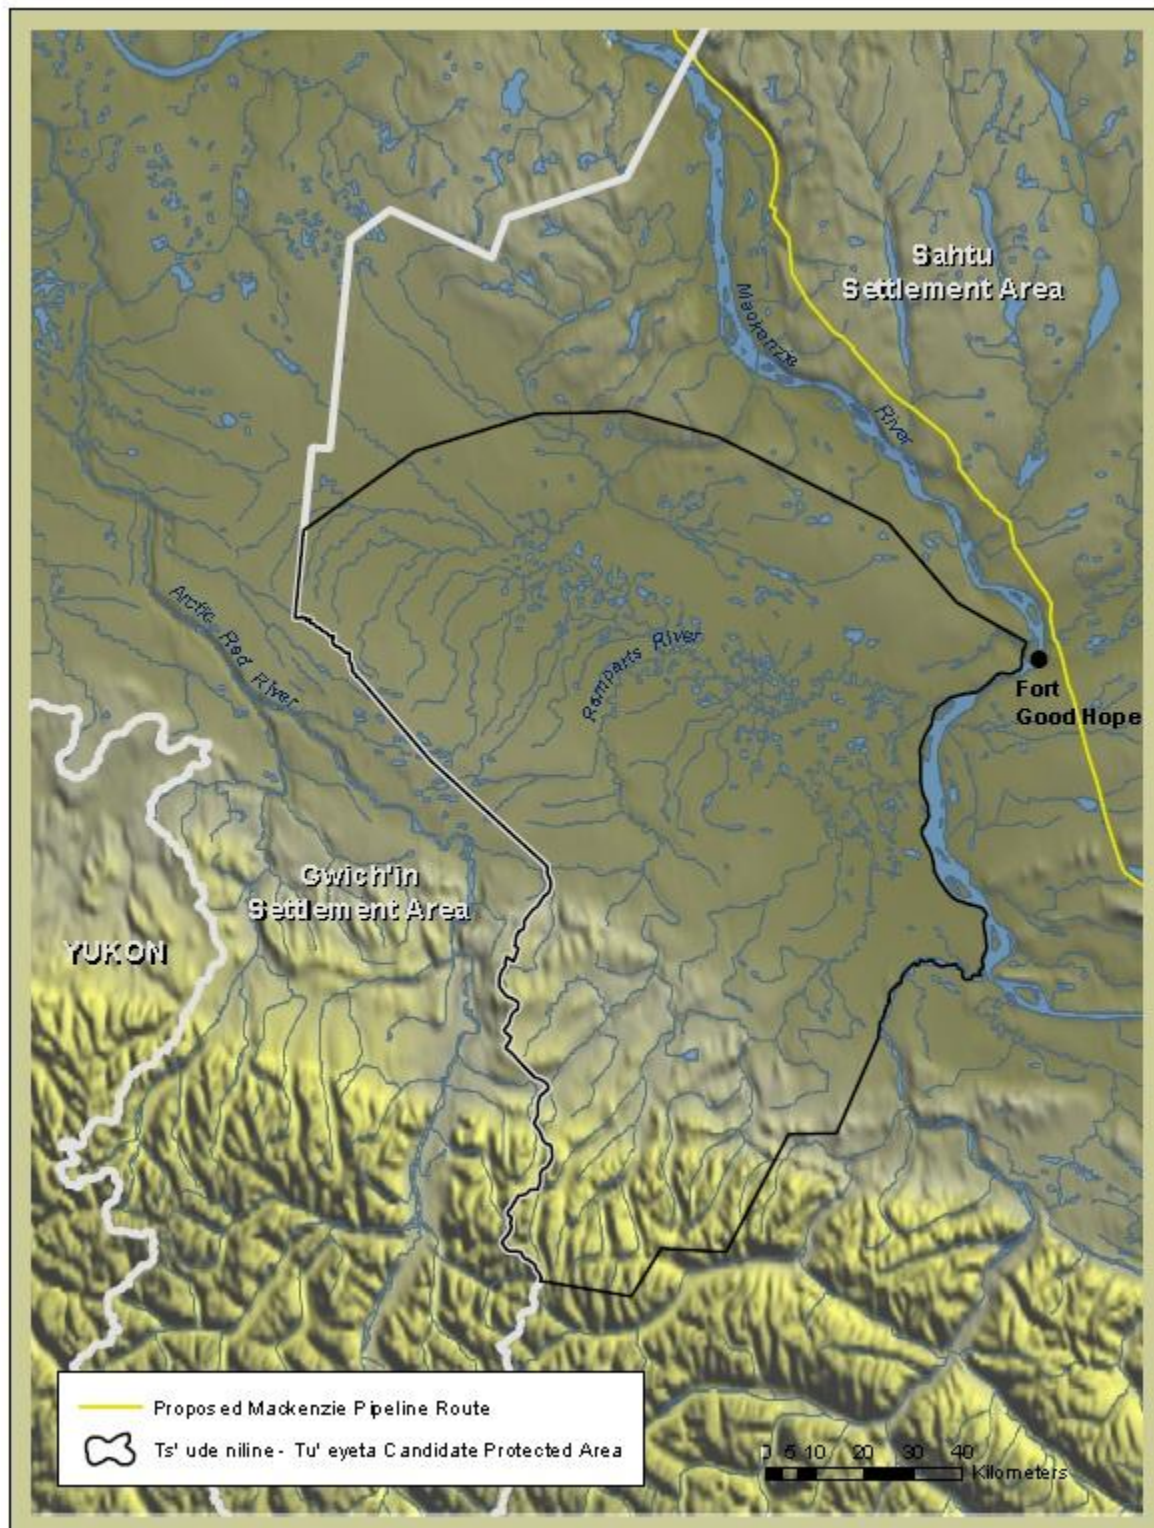 Sahtu
Settlement Area
Mackenzie
River
Arctic Red River
Ramparts River
Fort
Good Hope
Gwich'in
Settlement Area
YUKON
Proposed Mackenzie Pipeline Route
Ts' ude niline - Tu' eyeta Candidate Protected Area
0 5 10 20 30 40
Kilometers